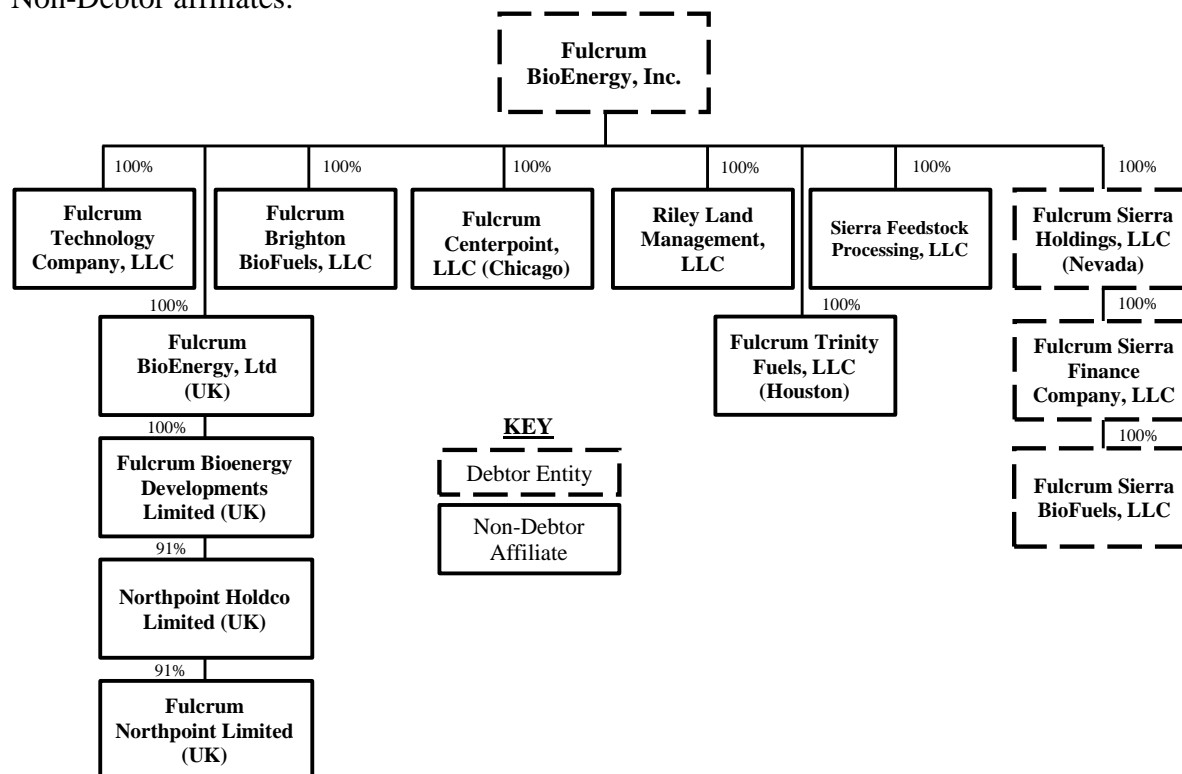 Non-Debtor affiliates:
Fulcrum
BioEnergy, Inc.
100%
100%
100%
100%
100%
100%
Fulcrum
Technology
Company, LLC
Fulcrum
Brighton
BioFuels, LLC
Fulcrum
Centerpoint,
LLC (Chicago)
Riley Land
Management,
LLC
Sierra Feedstock
Processing, LLC
Fulcrum Sierra
Holdings, LLC
(Nevada)
100%
100%
100%
Fulcrum
BioEnergy, Ltd
(UK)
Fulcrum Trinity
Fuels, LLC
(Houston)
Fulcrum Sierra
Finance
Company, LLC
100%
100%
Fulcrum Bioenergy
Developments
Limited (UK)
KEY
Debtor Entity
Non-Debtor
Affiliate
Fulcrum Sierra
BioFuels, LLC
91%
Northpoint Holdco
Limited (UK)
91%
Fulcrum
Northpoint Limited
(UK)